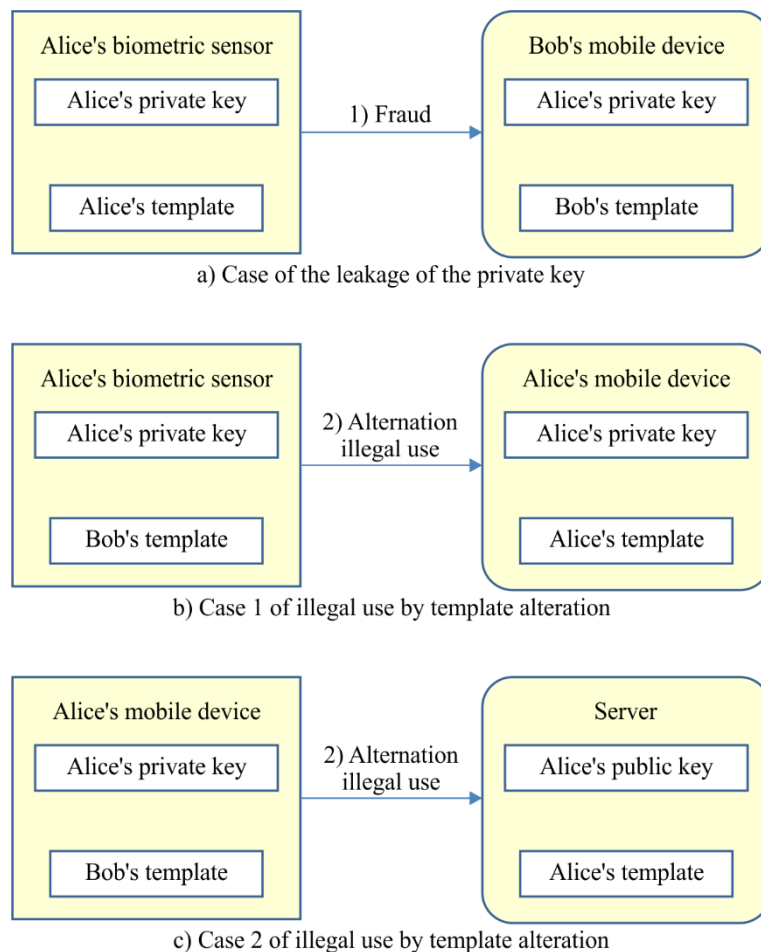 Alice's biometric sensor
Alice's private key
Alice's template
1) Fraud
Bob's mobile device
Alice's private key
Bob's template
a) Case of the leakage of the private key
Alice's biometric sensor
Alice's private key
Bob's template
2) Alternation
illegal use
Alice's mobile device
Alice's private key
Alice's template
b) Case 1 of illegal use by template alteration
Alice's mobile device
Alice's private key
Bob's template
2) Alternation
illegal use
Server
Alice's public key
Alice's template
c) Case 2 of illegal use by template alteration